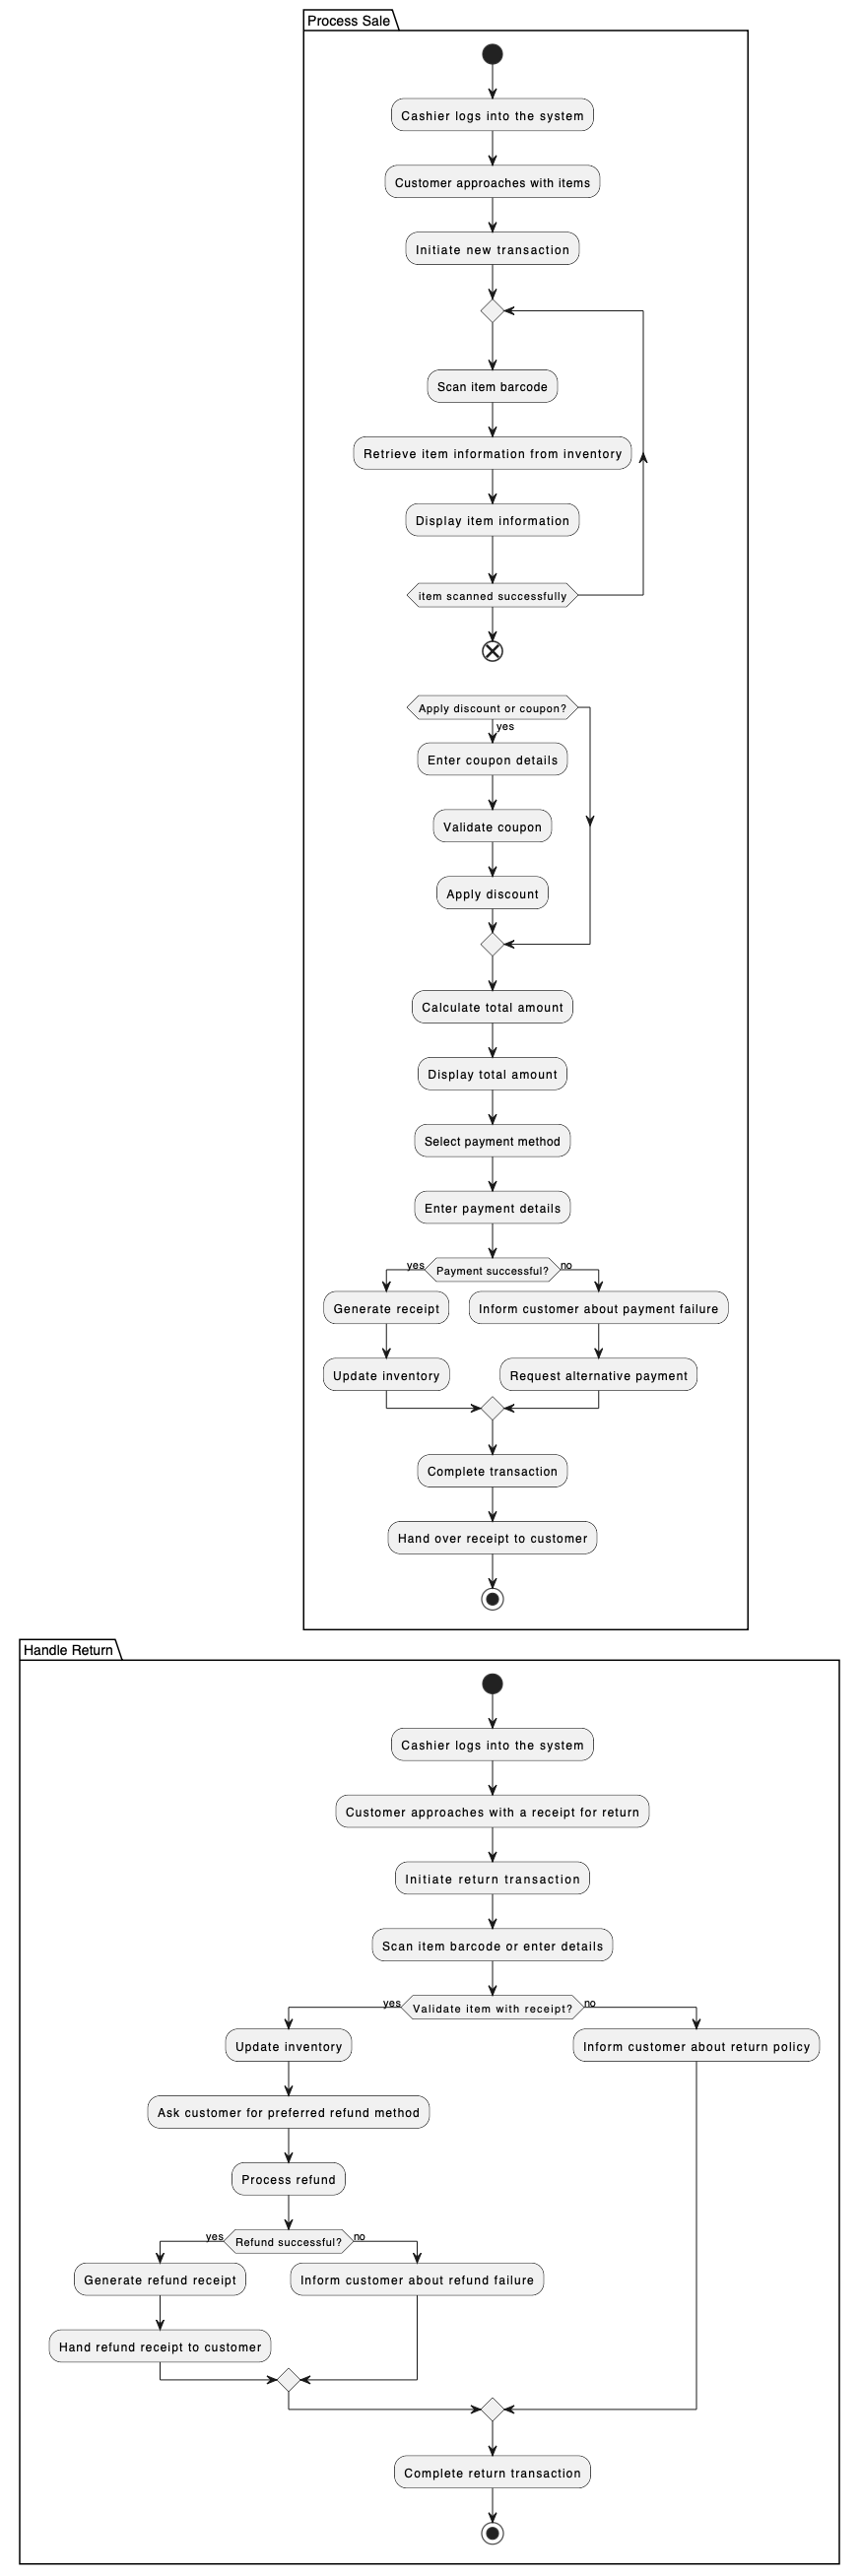 Process Sale
Cashier logs into the system
Customer approaches with items
Initiate new transaction
Scan item barcode
Retrieve item information from inventory
Display item information
item scanned successfully
Apply discount or coupon?
yes
Enter coupon details
Validate coupon
Apply discount
Calculate total amount
Display total amount
Select payment method
Enter payment details
yes
Payment successful?
no
Generate receipt
Inform customer about payment failure
Update inventory
Request alternative payment
Complete transaction
Hand over receipt to customer
Handle Return
Cashier logs into the system
Customer approaches with a receipt for return
Initiate return transaction
Scan item barcode or enter details
yes
Validate item with receipt?
no
Update inventory
Inform customer about return policy
Ask customer for preferred refund method
Process refund
yes
Refund successful?
no
Generate refund receipt
Inform customer about refund failure
Hand refund receipt to customer
Complete return transaction